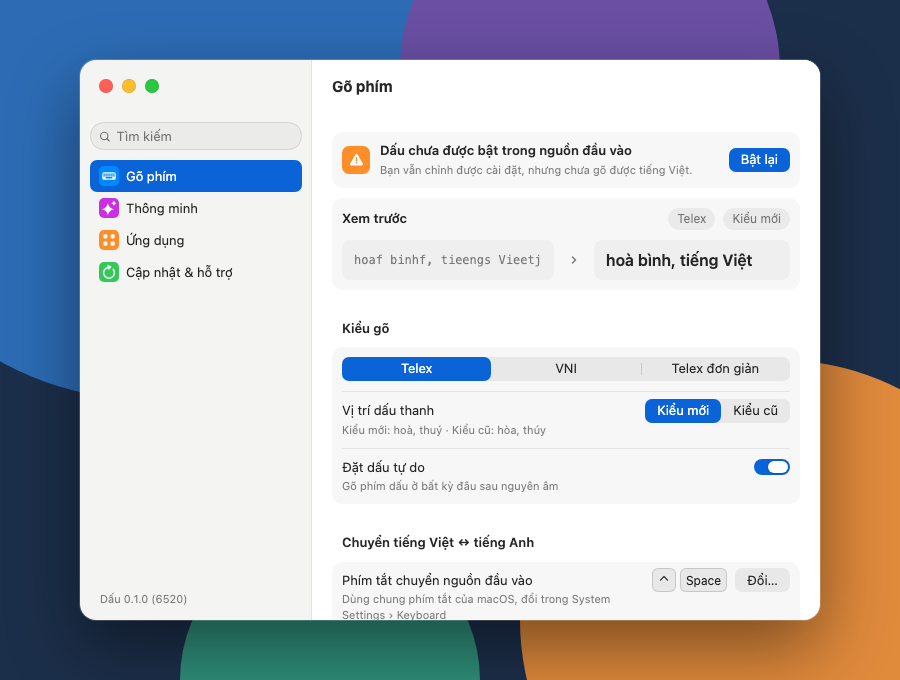 Tìm kiếm
Gõ phím
Thông minh
Ứng dụng
Cập nhật & hỗ trợ
Dấu 0.1.0 (6520)
Gõ phím
Dấu chưa được bật trong nguồn đầu vào
Bạn vẫn chỉnh được cài đặt, nhưng chưa gõ được tiếng Việt.
Bật lại
Xem trước
Telex
Kiểu mới
hoaf binhf, tieengs Vieetj
hoà bình, tiếng Việt
Kiểu gõ
Telex
VNI
Telex đơn giản
Vị trí dấu thanh
Kiểu mới: hoà, thuý · Kiểu cũ: hòa, thúy
Kiểu mới
Kiểu cũ
Đặt dấu tự do
Gõ phím dấu ở bất kỳ đâu sau nguyên âm
Chuyển tiếng Việt ↔ tiếng Anh
Phím tắt chuyển nguồn đầu vào
Dùng chung phím tắt của macOS, đổi trong System
Settings › Keyboard
^
Space
Đổi...